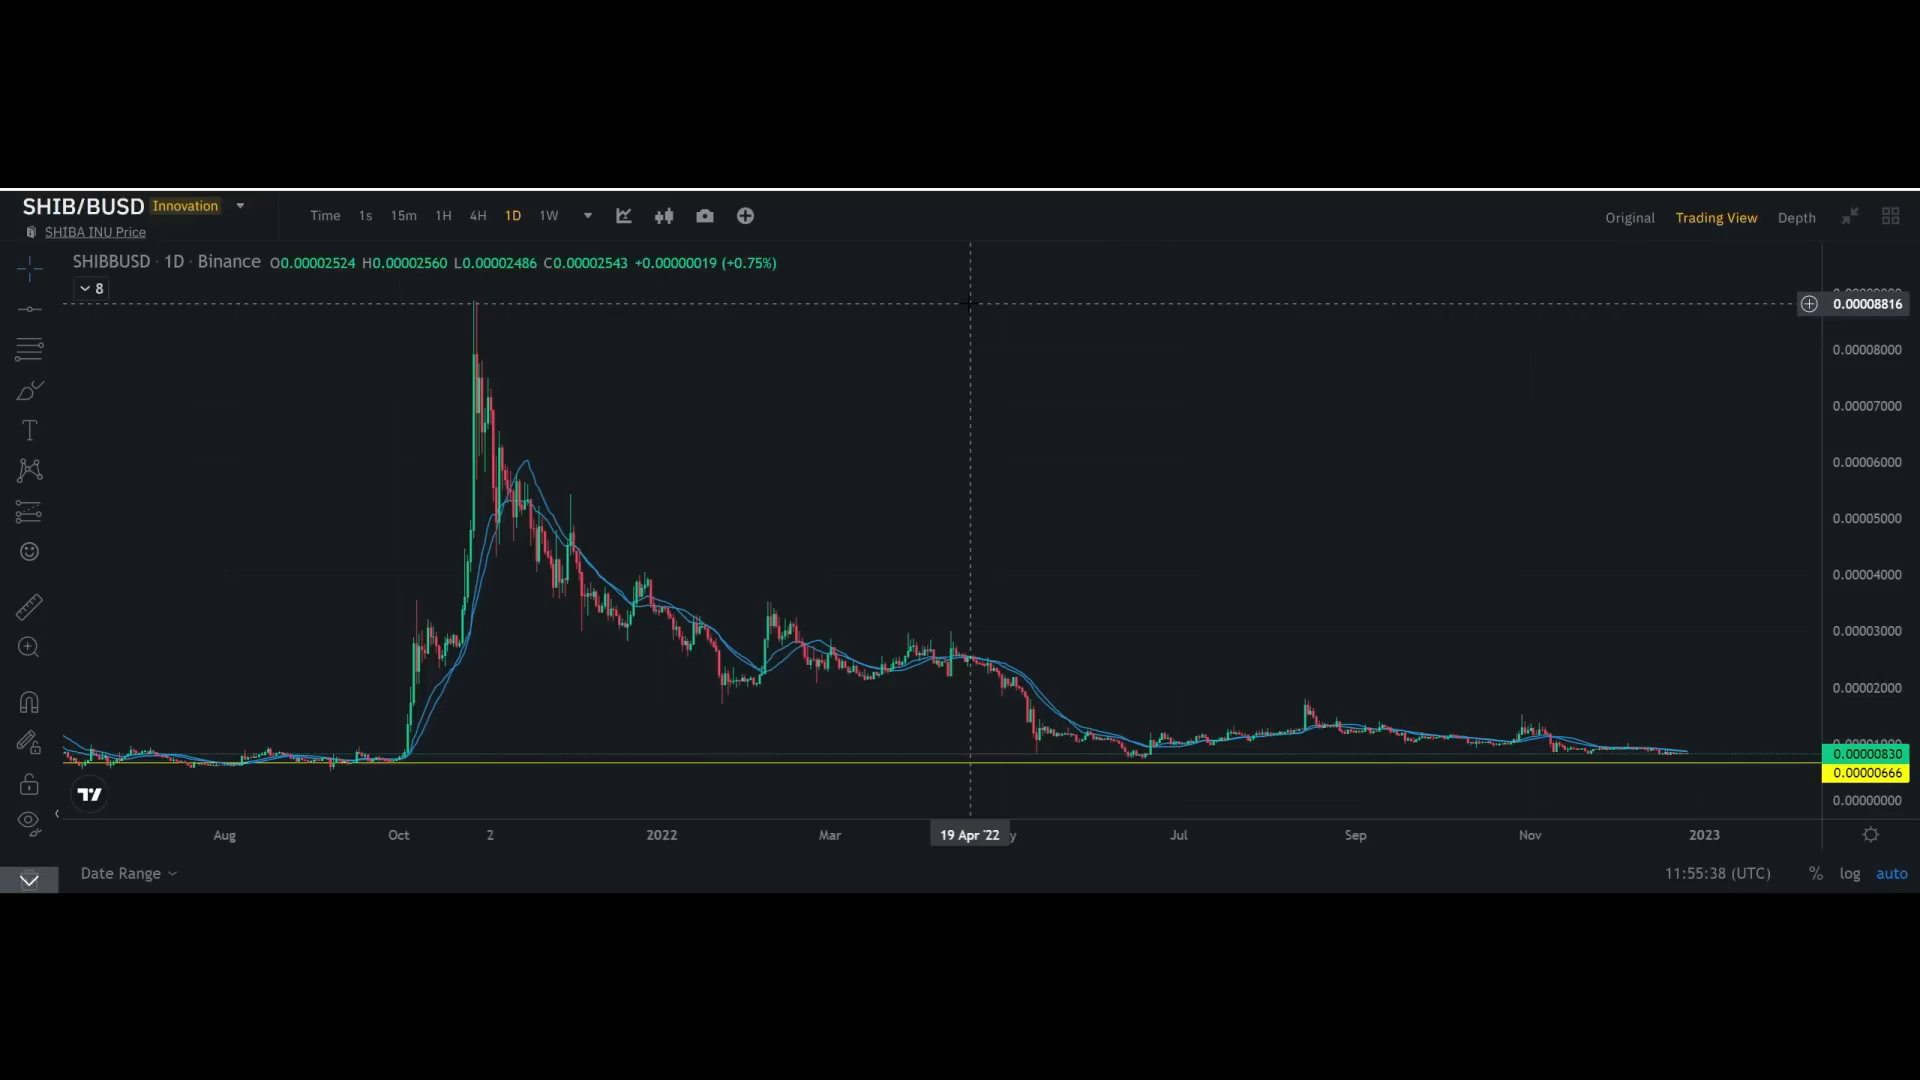 SHIB/BUSD Innovation
SHIBA INU Price
Time 1s 15m 1H 4H 1D 1W
Original Trading View Depth
SHIBBUSD · 1D · Binance O0.00002524 H0.00002560 L0.00002486 C0.00002543 +0.00000019 (+0.75%)
8
0.00008816
0.00008000
0.00007000
0.00006000
0.00005000
0.00004000
0.00003000
0.00002000
0.00000830
0.00000666
0.00000000
Aug Oct 2 2022 Mar 19 Apr '22 y Jul Sep Nov 2023
Date Range
11:55:38 (UTC) % log auto